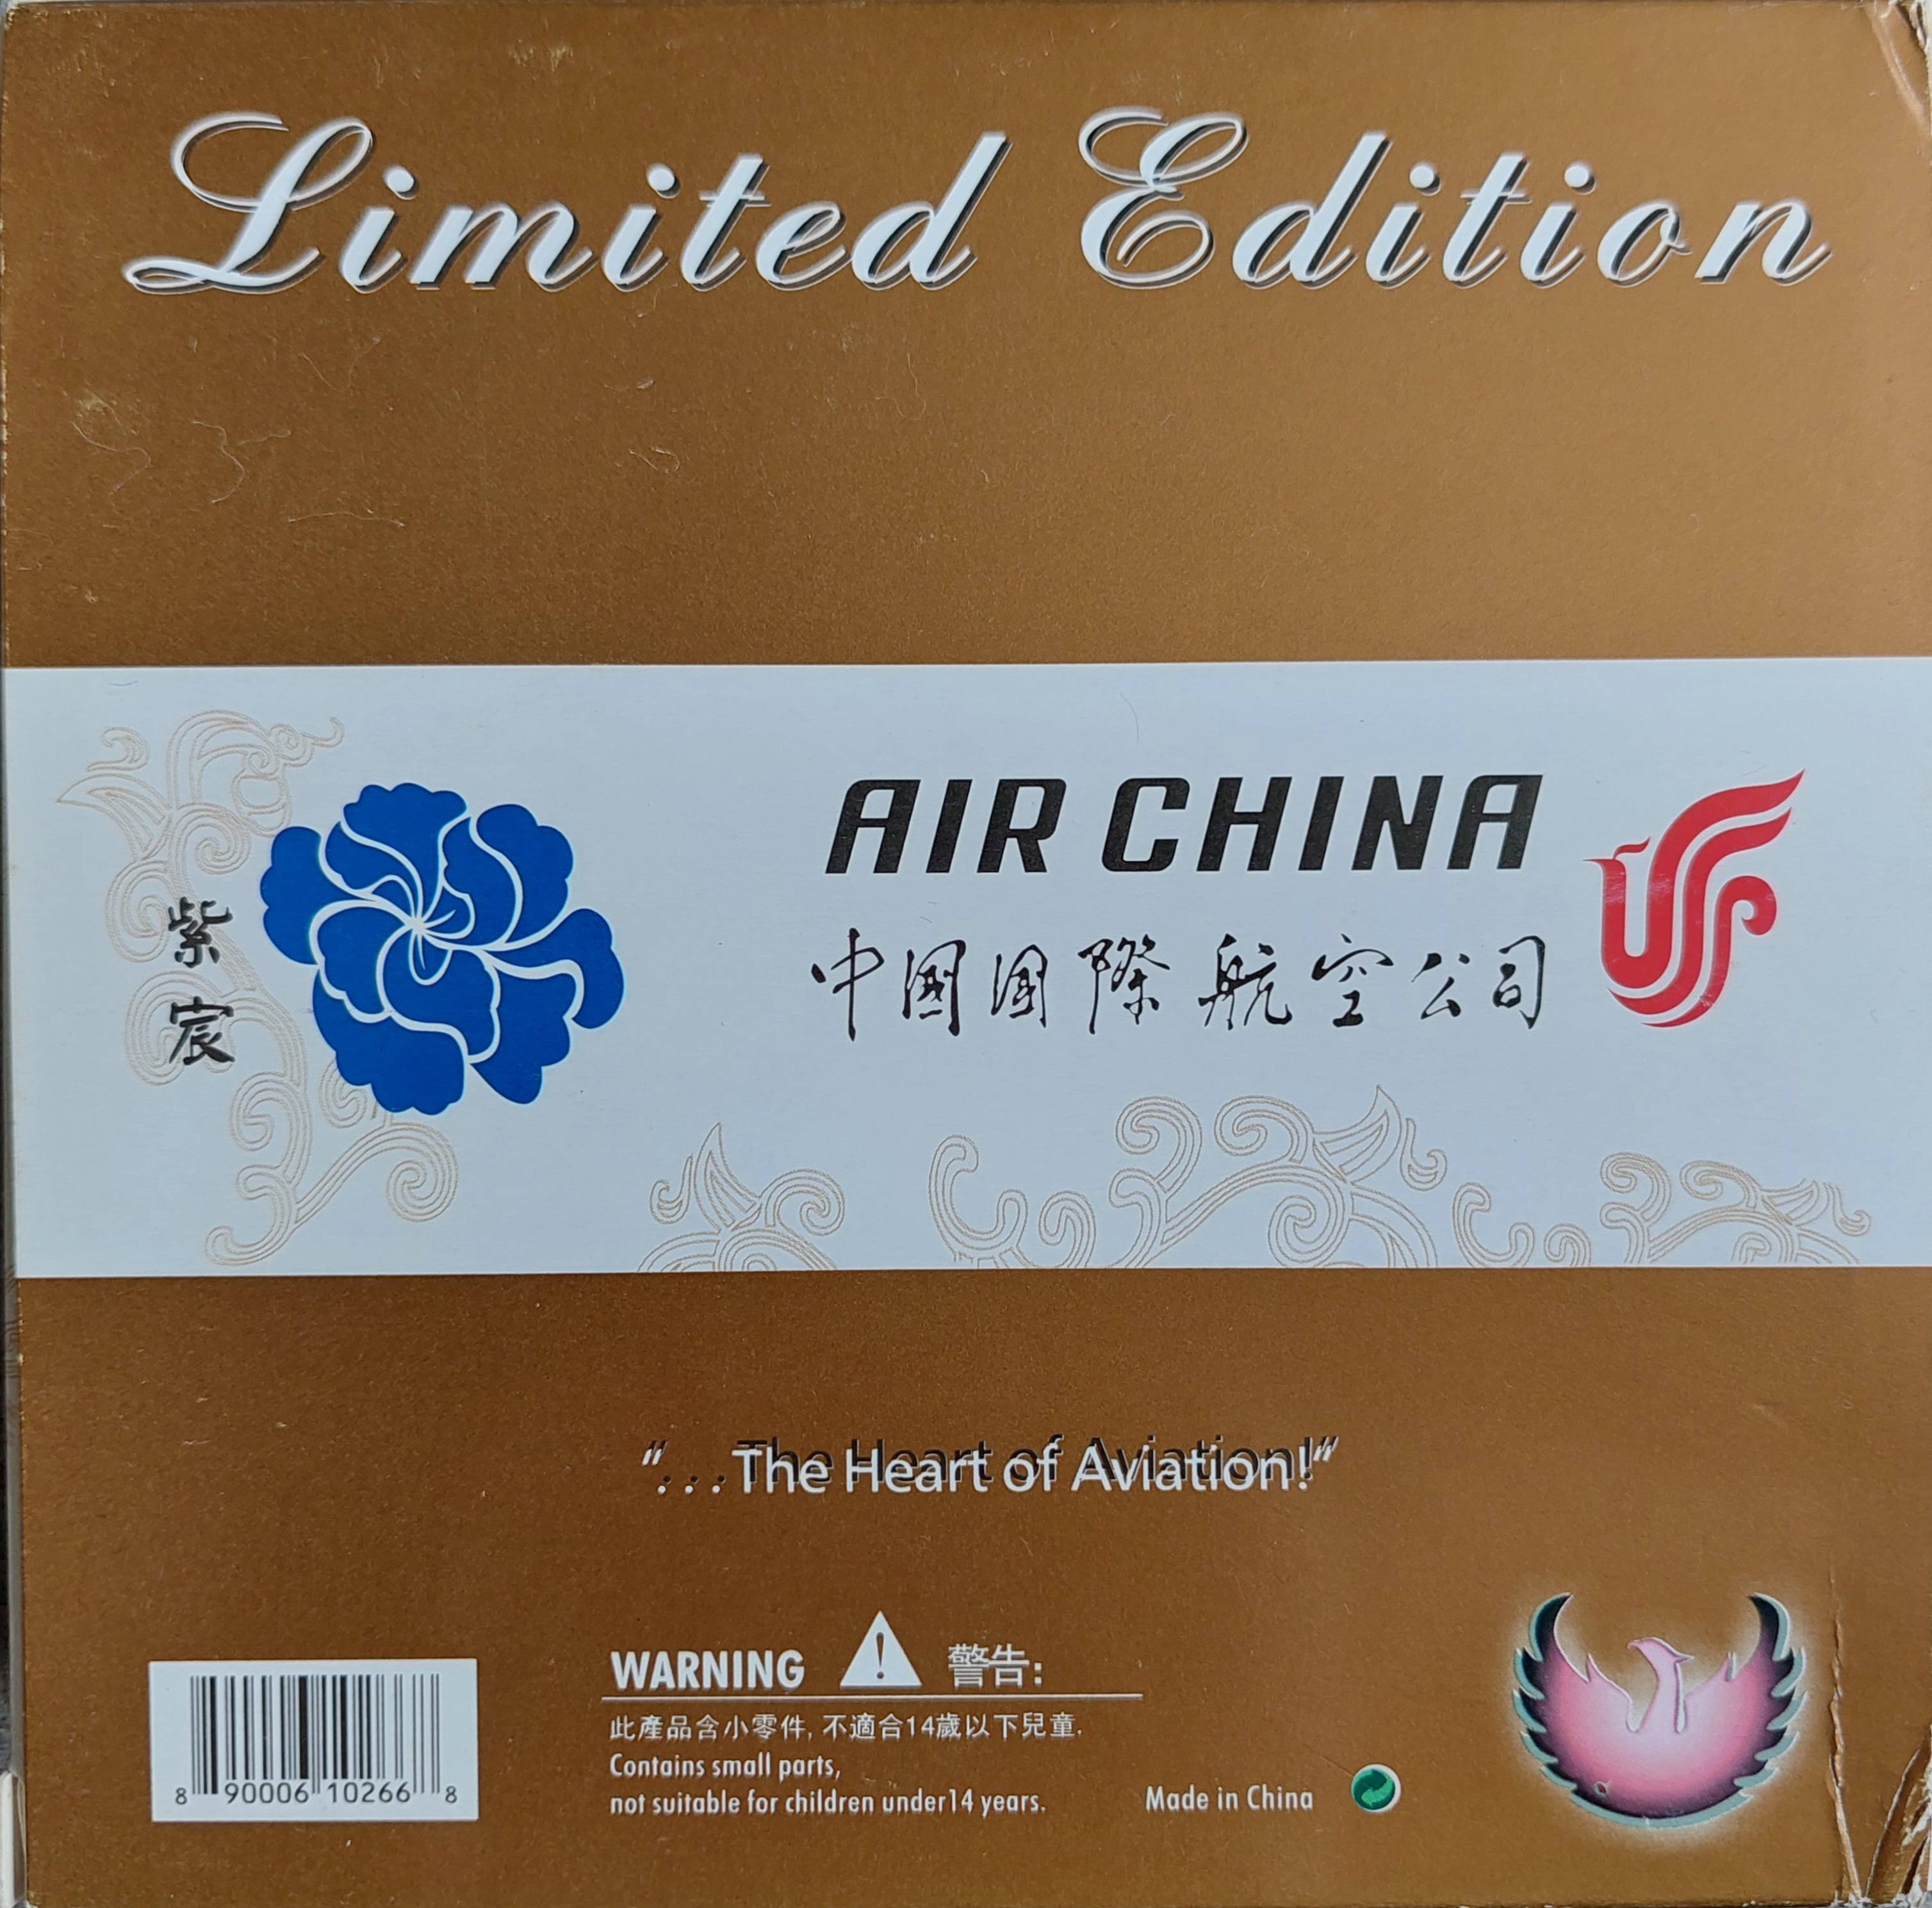 Limited Edition
AIR CHINA
中国国際航空公司
紫
宸
"...The Heart of Aviation!"
WARNING ! 警告:
此產品含小零件, 不適合14歲以下兒童.
Contains small parts,
not suitable for children under14 years.
Made in China
8 90006 10266 8